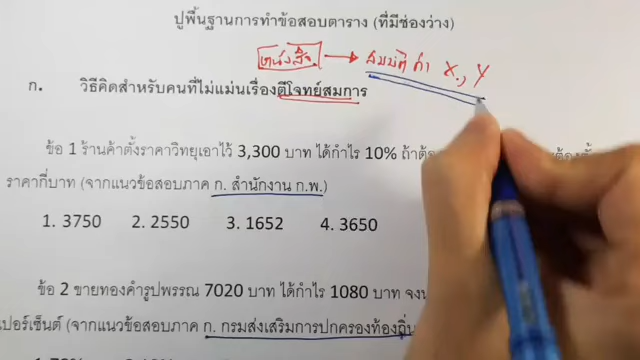 ปูพื้นฐานการทำข้อสอบตาราง (ที่มีช่องว่าง)
หนังสือ → สมมติ ค่า X, Y
ก. วิธีคิดสำหรับคนที่ไม่แม่นเรื่องตีโจทย์สมการ
ข้อ 1 ร้านค้าตั้งราคาวิทยุเอาไว้ 3,300 บาท ได้กำไร 10% ถ้า
ราคากี่บาท (จากแนวข้อสอบภาค ก. สำนักงาน ก.พ.)
1. 3750 2. 2550 3. 1652 4. 3650
ข้อ 2 ขายทองคำรูปพรรณ 7020 บาท ได้กำไร 1080 บาท
เปอร์เซ็นต์ (จากแนวข้อสอบภาค ก. กรมส่งเสริมการปกครองท้องถิ่น